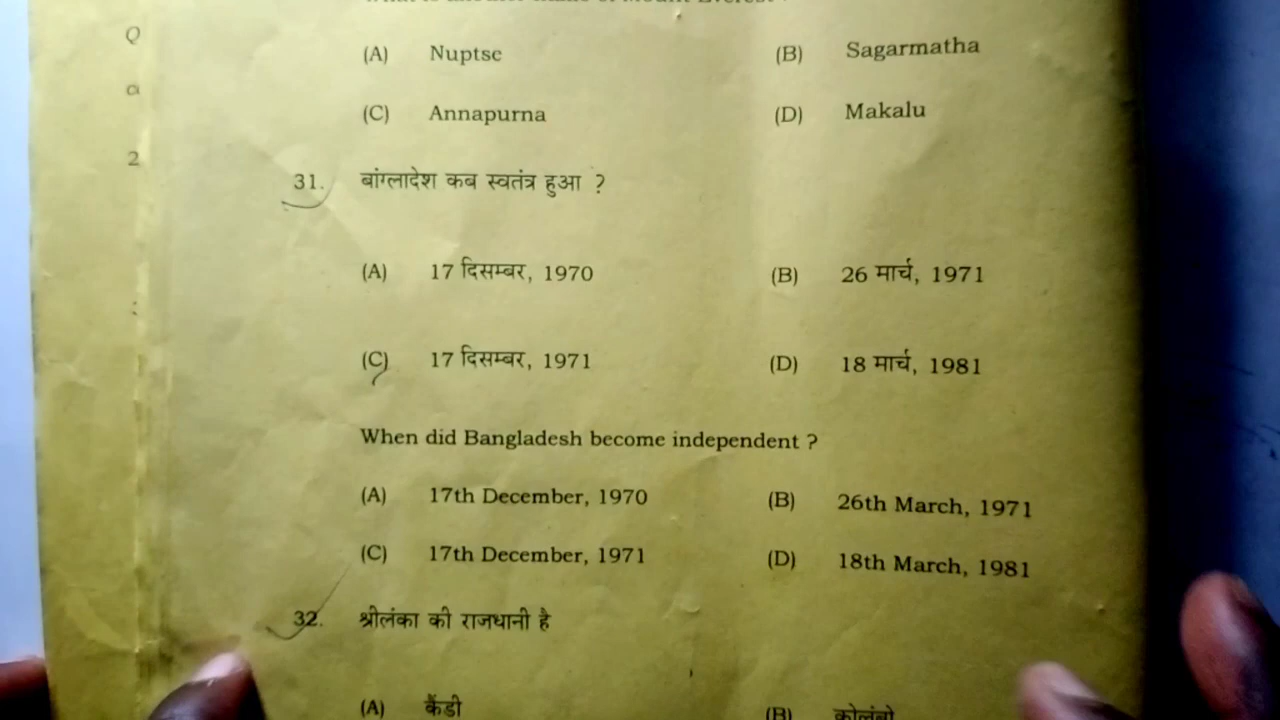 (A) Nuptse (B) Sagarmatha
(C) Annapurna (D) Makalu
31. बांग्लादेश कब स्वतंत्र हुआ ?
(A) 17 दिसम्बर, 1970 (B) 26 मार्च, 1971
(C) 17 दिसम्बर, 1971 (D) 18 मार्च, 1981
When did Bangladesh become independent ?
(A) 17th December, 1970 (B) 26th March, 1971
(C) 17th December, 1971 (D) 18th March, 1981
32. श्रीलंका की राजधानी है
(A) कैंडी (B) कोलंबो